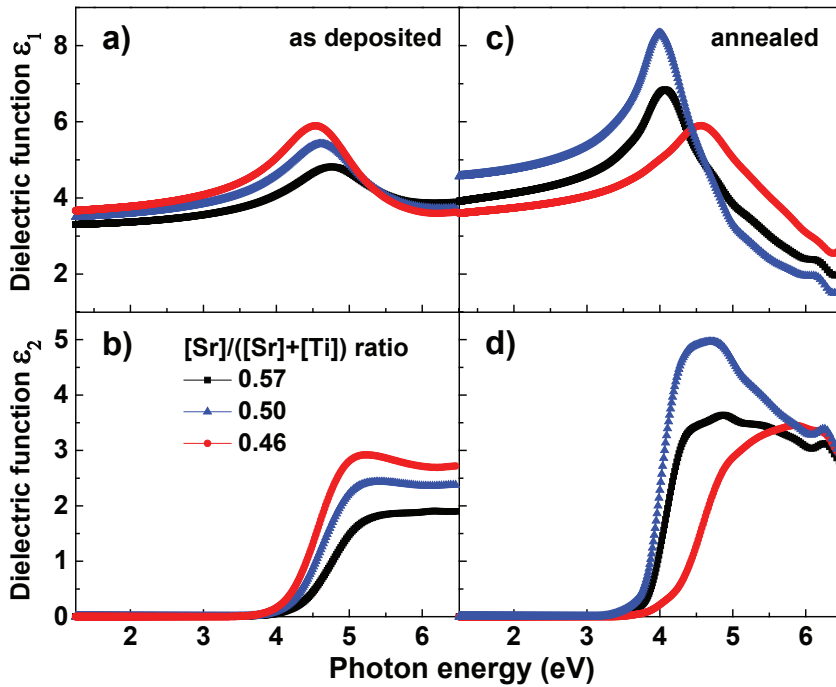 a)
as deposited
c)
annealed
Dielectric function ε₁
8
6
4
2
b)
[Sr]/([Sr]+[Ti]) ratio
0.57
0.50
0.46
d)
Dielectric function ε₂
5
4
3
2
1
0
2 3 4 5 6 2 3 4 5 6
Photon energy (eV)